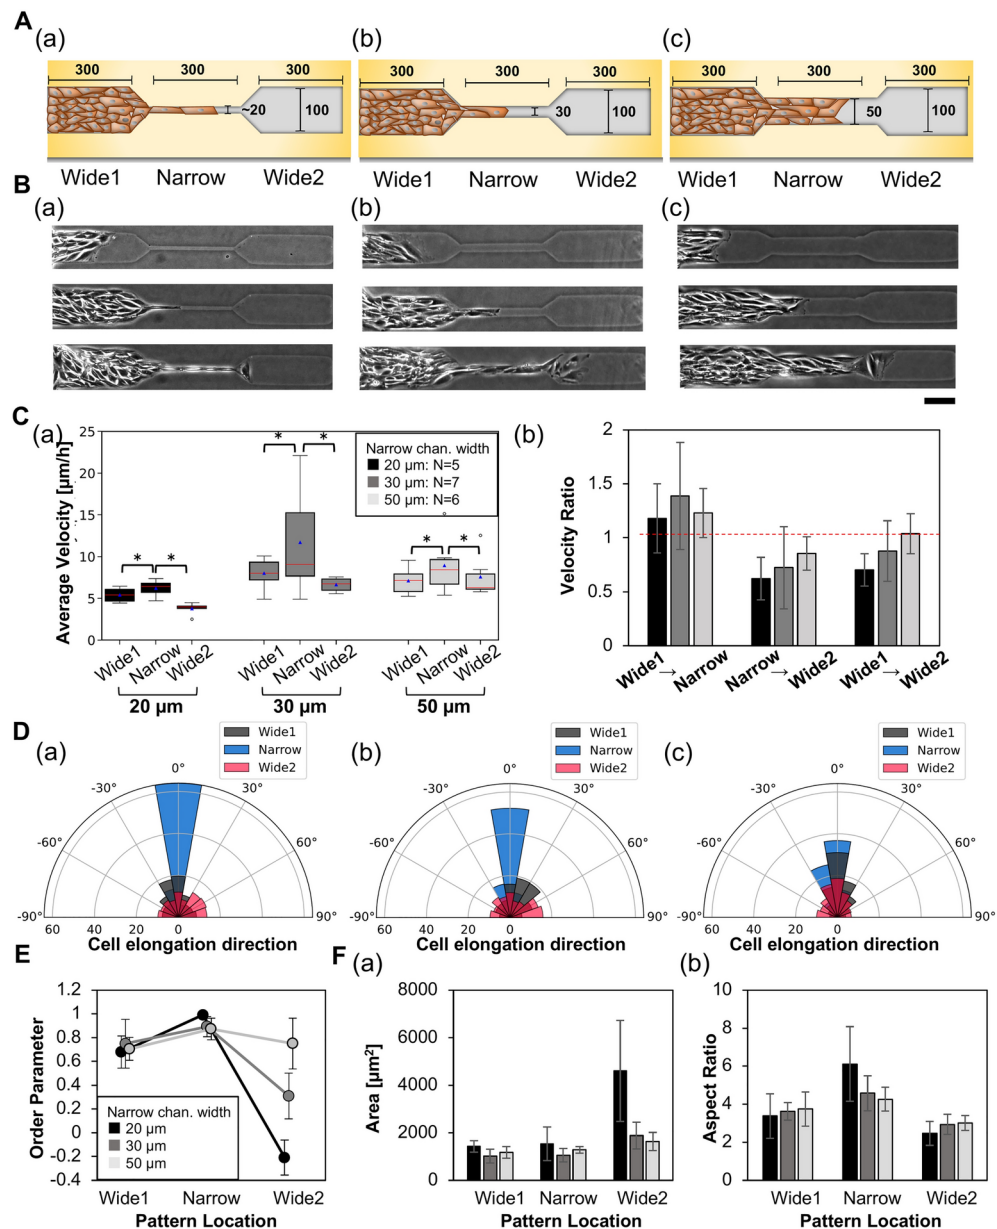 A
(a)
(b)
(c)
300 300 300
300 300 300
300 300 300
~20 100
30 100
50 100
Wide1 Narrow Wide2
Wide1 Narrow Wide2
Wide1 Narrow Wide2
B
(a)
(b)
(c)
C
(a)
Average Velocity [µm/h]
25
20
15
10
5
0
* *
* *
* *
Narrow chan. width
20 µm: N=5
30 µm: N=7
50 µm: N=6
Wide1 Narrow Wide2
Wide1 Narrow Wide2
Wide1 Narrow Wide2
20 µm
30 µm
50 µm
(b)
Velocity Ratio
2
1.5
1
0.5
0
Wide1 → Narrow
Narrow → Wide2
Wide1 → Wide2
D
(a)
Wide1
Narrow
Wide2
0°
-30° 30°
-60° 60°
-90° 90°
60 40 20 0
Cell elongation direction
(b)
Wide1
Narrow
Wide2
0°
-30° 30°
-60° 60°
-90° 90°
60 40 20 0
Cell elongation direction
(c)
Wide1
Narrow
Wide2
0°
-30° 30°
-60° 60°
-90° 90°
60 40 20 0
Cell elongation direction
E
Order Parameter
1.2
1
0.8
0.6
0.4
0.2
0
-0.2
-0.4
Narrow chan. width
20 µm
30 µm
50 µm
Wide1 Narrow Wide2
Pattern Location
F
(a)
Area [µm²]
8000
6000
4000
2000
0
Wide1 Narrow Wide2
Pattern Location
(b)
Aspect Ratio
10
8
6
4
2
0
Wide1 Narrow Wide2
Pattern Location